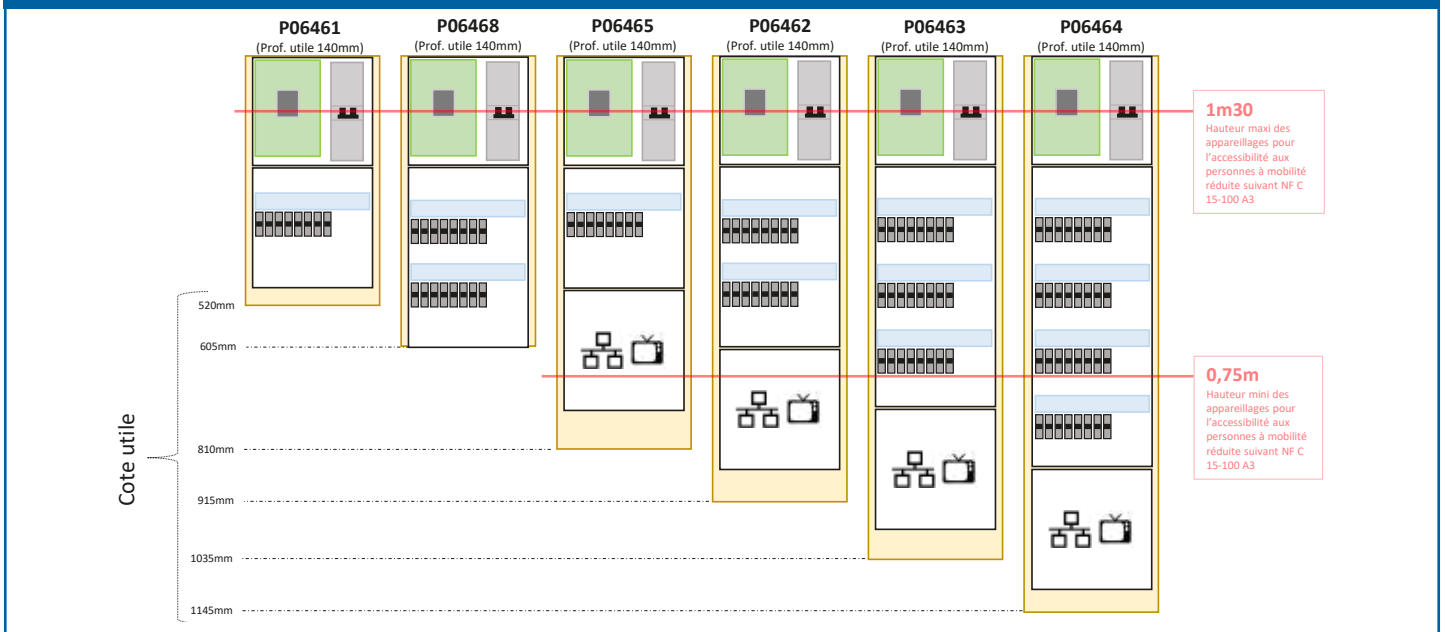 P06461
(Prof. utile 140mm)
P06468
(Prof. utile 140mm)
P06465
(Prof. utile 140mm)
P06462
(Prof. utile 140mm)
P06463
(Prof. utile 140mm)
P06464
(Prof. utile 140mm)
1m30
Hauteur maxi des
appareillages pour
l'accessibilité aux
personnes à mobilité
réduite suivant NF C
15-100 A3
520mm
605mm
0,75m
Hauteur mini des
appareillages pour
l'accessibilité aux
personnes à mobilité
réduite suivant NF C
15-100 A3
Cote utile
810mm
915mm
1035mm
1145mm